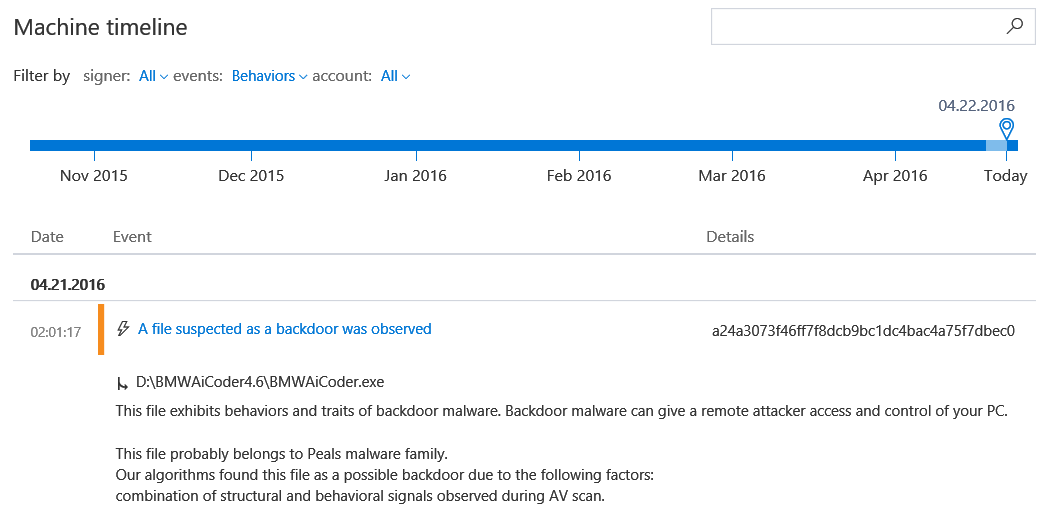 Machine timeline
Filter by signer: All events: Behaviors account: All
04.22.2016
Nov 2015 Dec 2015 Jan 2016 Feb 2016 Mar 2016 Apr 2016 Today
Date Event Details
04.21.2016
02:01:17 A file suspected as a backdoor was observed a24a3073f46ff7f8dcb9bc1dc4bac4a75f7dbec0
D:\BMWAiCoder4.6\BMWAiCoder.exe
This file exhibits behaviors and traits of backdoor malware. Backdoor malware can give a remote attacker access and control of your PC.
This file probably belongs to Peals malware family.
Our algorithms found this file as a possible backdoor due to the following factors:
combination of structural and behavioral signals observed during AV scan.